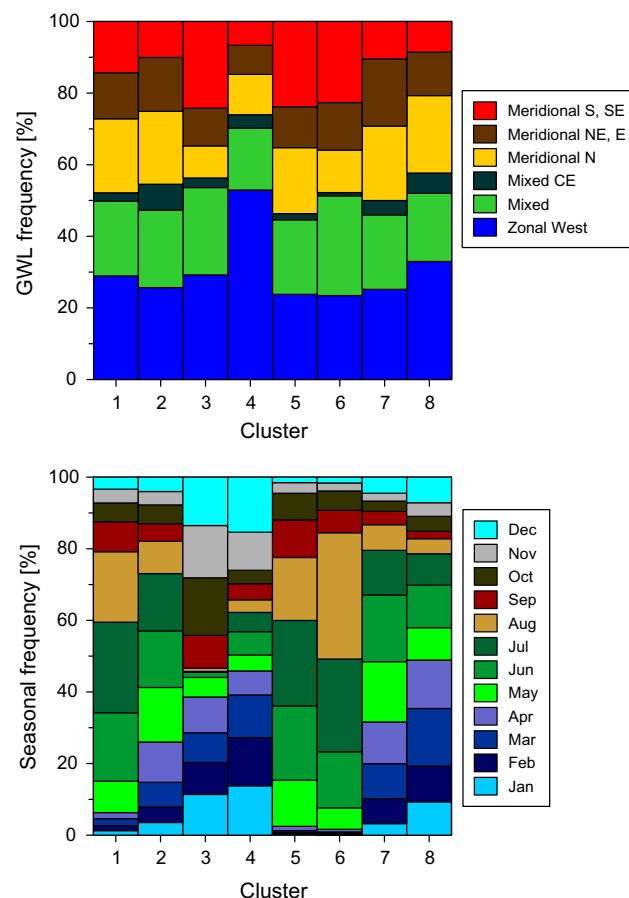 GWL frequency [%]
100
80
60
40
20
0
1 2 3 4 5 6 7 8
Cluster
Meridional S, SE
Meridional NE, E
Meridional N
Mixed CE
Mixed
Zonal West
Seasonal frequency [%]
100
80
60
40
20
0
1 2 3 4 5 6 7 8
Cluster
Dec
Nov
Oct
Sep
Aug
Jul
Jun
May
Apr
Mar
Feb
Jan